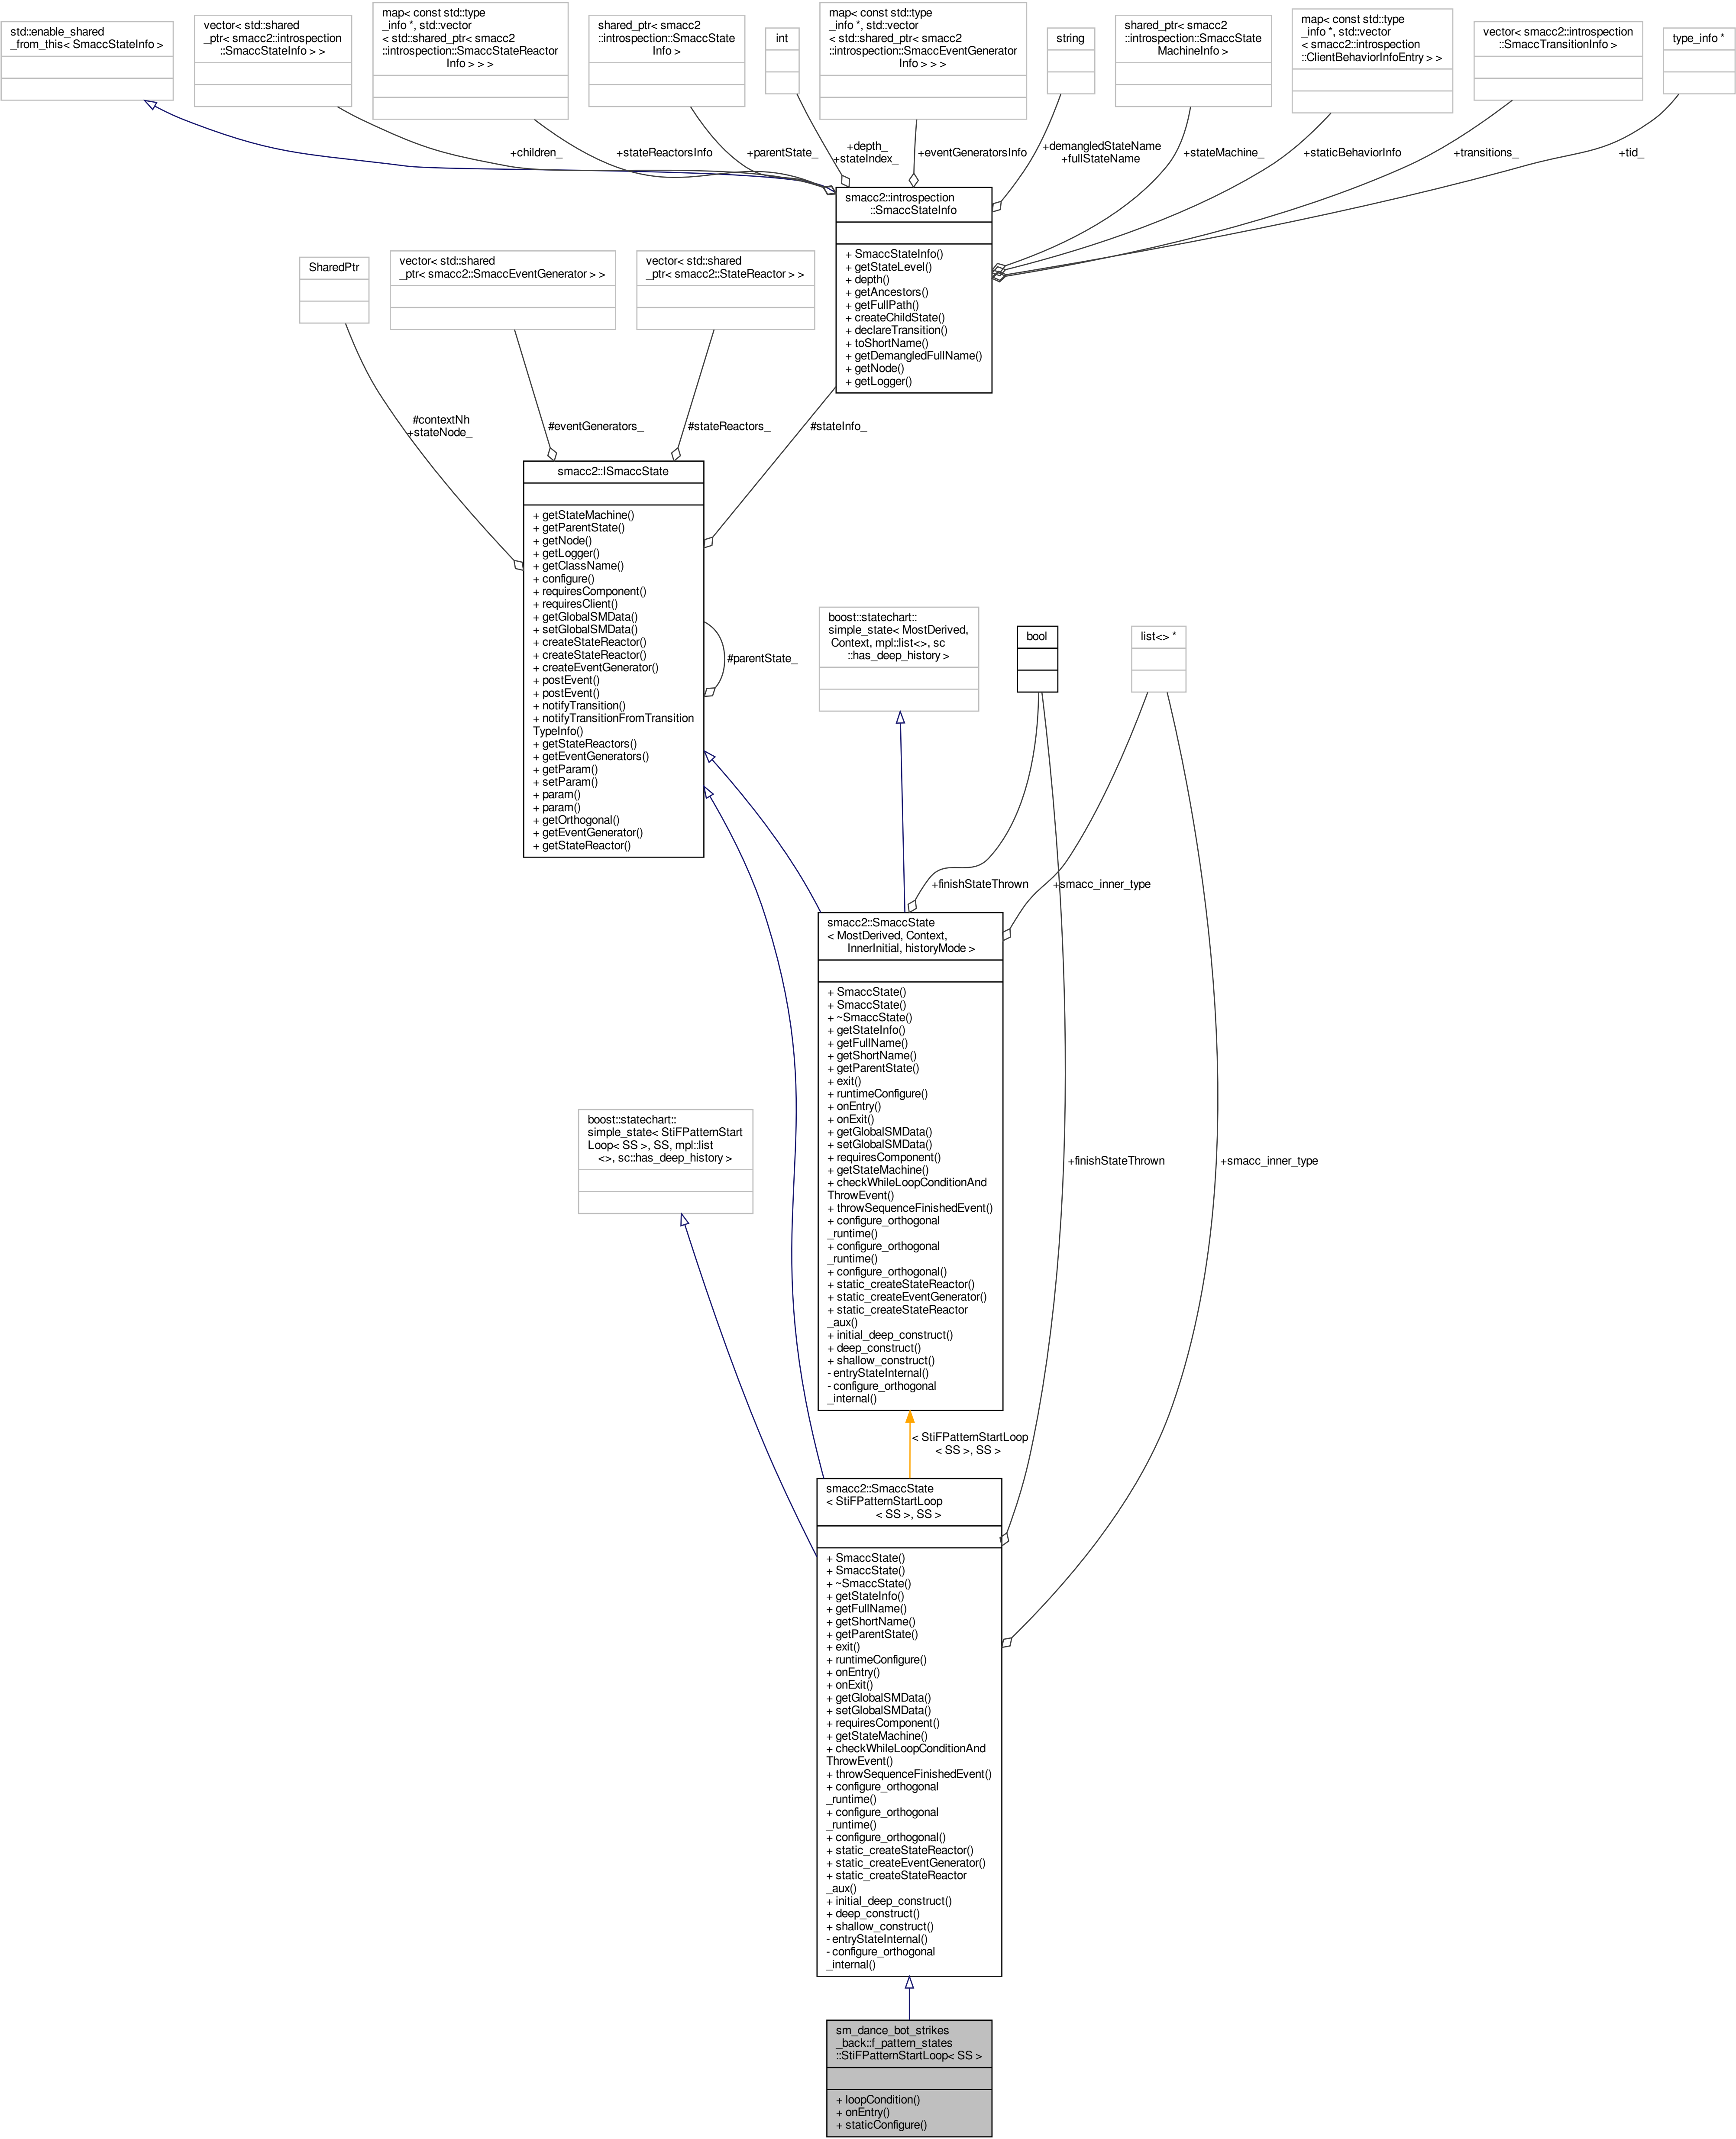 std::enable_shared
_from_this< SmaccStateInfo >
vector< std::shared
_ptr< smacc2::introspection
::SmaccStateInfo > >
map< const std::type
_info *, std::vector
< std::shared_ptr< smacc2
::introspection::SmaccStateReactor
Info > > >
shared_ptr< smacc2
::introspection::SmaccState
Info >
int
map< const std::type
_info *, std::vector
< std::shared_ptr< smacc2
::introspection::SmaccEventGenerator
Info > > >
string
shared_ptr< smacc2
::introspection::SmaccState
MachineInfo >
map< const std::type
_info *, std::vector
< smacc2::introspection
::ClientBehaviorInfoEntry > >
vector< smacc2::introspection
::SmaccTransitionInfo >
type_info *
+children_
+stateReactorsInfo
+parentState_
+depth_
+stateIndex_
+eventGeneratorsInfo
+demangledStateName
+fullStateName
+stateMachine_
+staticBehaviorInfo
+transitions_
+tid_
smacc2::introspection
::SmaccStateInfo
+ SmaccStateInfo()
+ getStateLevel()
+ depth()
+ getAncestors()
+ getFullPath()
+ createChildState()
+ declareTransition()
+ toShortName()
+ getDemangledFullName()
+ getNode()
+ getLogger()
SharedPtr
vector< std::shared
_ptr< smacc2::SmaccEventGenerator > >
vector< std::shared
_ptr< smacc2::StateReactor > >
#contextNh
+stateNode_
#eventGenerators_
#stateReactors_
#stateInfo_
smacc2::ISmaccState
+ getStateMachine()
+ getParentState()
+ getNode()
+ getLogger()
+ getClassName()
+ configure()
+ requiresComponent()
+ requiresClient()
+ getGlobalSMData()
+ setGlobalSMData()
+ createStateReactor()
+ createStateReactor()
+ createEventGenerator()
+ postEvent()
+ postEvent()
+ notifyTransition()
+ notifyTransitionFromTransition
TypeInfo()
+ getStateReactors()
+ getEventGenerators()
+ getParam()
+ setParam()
+ param()
+ param()
+ getOrthogonal()
+ getEventGenerator()
+ getStateReactor()
#parentState_
boost::statechart::
simple_state< MostDerived,
Context, mpl::list<>, sc
::has_deep_history >
bool
list<> *
+finishStateThrown
+smacc_inner_type
smacc2::SmaccState
< MostDerived, Context,
InnerInitial, historyMode >
+ SmaccState()
+ SmaccState()
+ ~SmaccState()
+ getStateInfo()
+ getFullName()
+ getShortName()
+ getParentState()
+ exit()
+ runtimeConfigure()
+ onEntry()
+ onExit()
+ getGlobalSMData()
+ setGlobalSMData()
+ requiresComponent()
+ getStateMachine()
+ checkWhileLoopConditionAnd
ThrowEvent()
+ throwSequenceFinishedEvent()
+ configure_orthogonal
_runtime()
+ configure_orthogonal
_runtime()
+ configure_orthogonal()
+ static_createStateReactor()
+ static_createEventGenerator()
+ static_createStateReactor
_aux()
+ initial_deep_construct()
+ deep_construct()
+ shallow_construct()
- entryStateInternal()
- configure_orthogonal
_internal()
boost::statechart::
simple_state< StiFPatternStart
Loop< SS >, SS, mpl::list
<>, sc::has_deep_history >
+finishStateThrown
+smacc_inner_type
< StiFPatternStartLoop
< SS >, SS >
smacc2::SmaccState
< StiFPatternStartLoop
< SS >, SS >
+ SmaccState()
+ SmaccState()
+ ~SmaccState()
+ getStateInfo()
+ getFullName()
+ getShortName()
+ getParentState()
+ exit()
+ runtimeConfigure()
+ onEntry()
+ onExit()
+ getGlobalSMData()
+ setGlobalSMData()
+ requiresComponent()
+ getStateMachine()
+ checkWhileLoopConditionAnd
ThrowEvent()
+ throwSequenceFinishedEvent()
+ configure_orthogonal
_runtime()
+ configure_orthogonal
_runtime()
+ configure_orthogonal()
+ static_createStateReactor()
+ static_createEventGenerator()
+ static_createStateReactor
_aux()
+ initial_deep_construct()
+ deep_construct()
+ shallow_construct()
- entryStateInternal()
- configure_orthogonal
_internal()
sm_dance_bot_strikes
_back::f_pattern_states
::StiFPatternStartLoop< SS >
+ loopCondition()
+ onEntry()
+ staticConfigure()